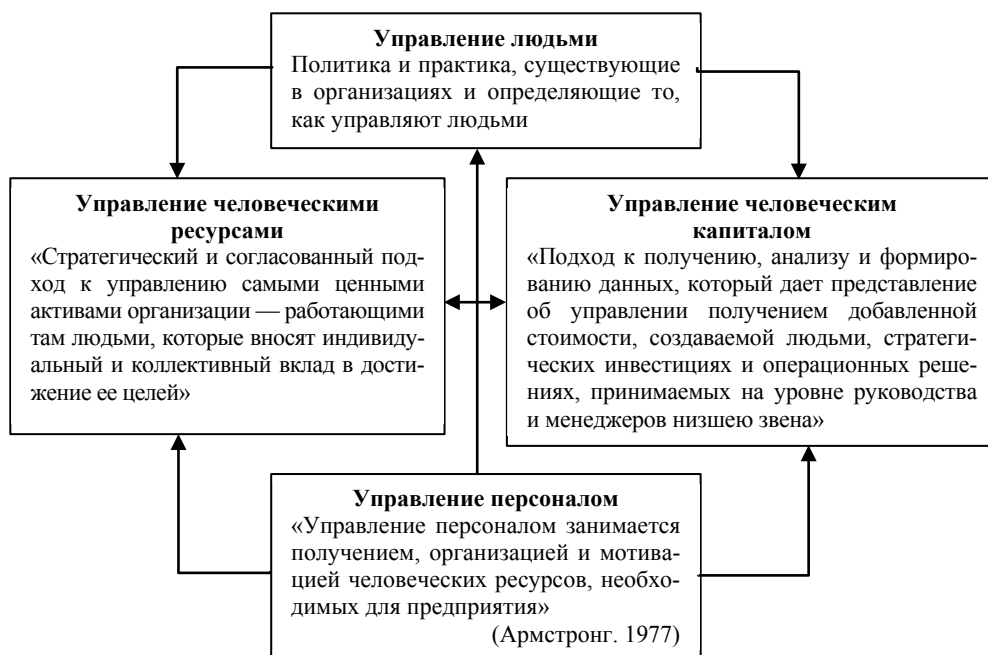 Управление людьми
Политика и практика, существующие
в организациях и определяющие то,
как управляют людьми
Управление человеческими
ресурсами
«Стратегический и согласованный под-
ход к управлению самыми ценными
активами организации — работающими
там людьми, которые вносят индивиду-
альный и коллективный вклад в дости-
жение ее целей»
Управление человеческим
капиталом
«Подход к получению, анализу и формиро-
ванию данных, который дает представление
об управлении получением добавленной
стоимости, создаваемой людьми, стратеги-
ческих инвестициях и операционных реше-
ниях, принимаемых на уровне руководства
и менеджеров низшею звена»
Управление персоналом
«Управление персоналом занимается
получением, организацией и мотива-
цией человеческих ресурсов, необхо-
димых для предприятия»
(Армстронг. 1977)